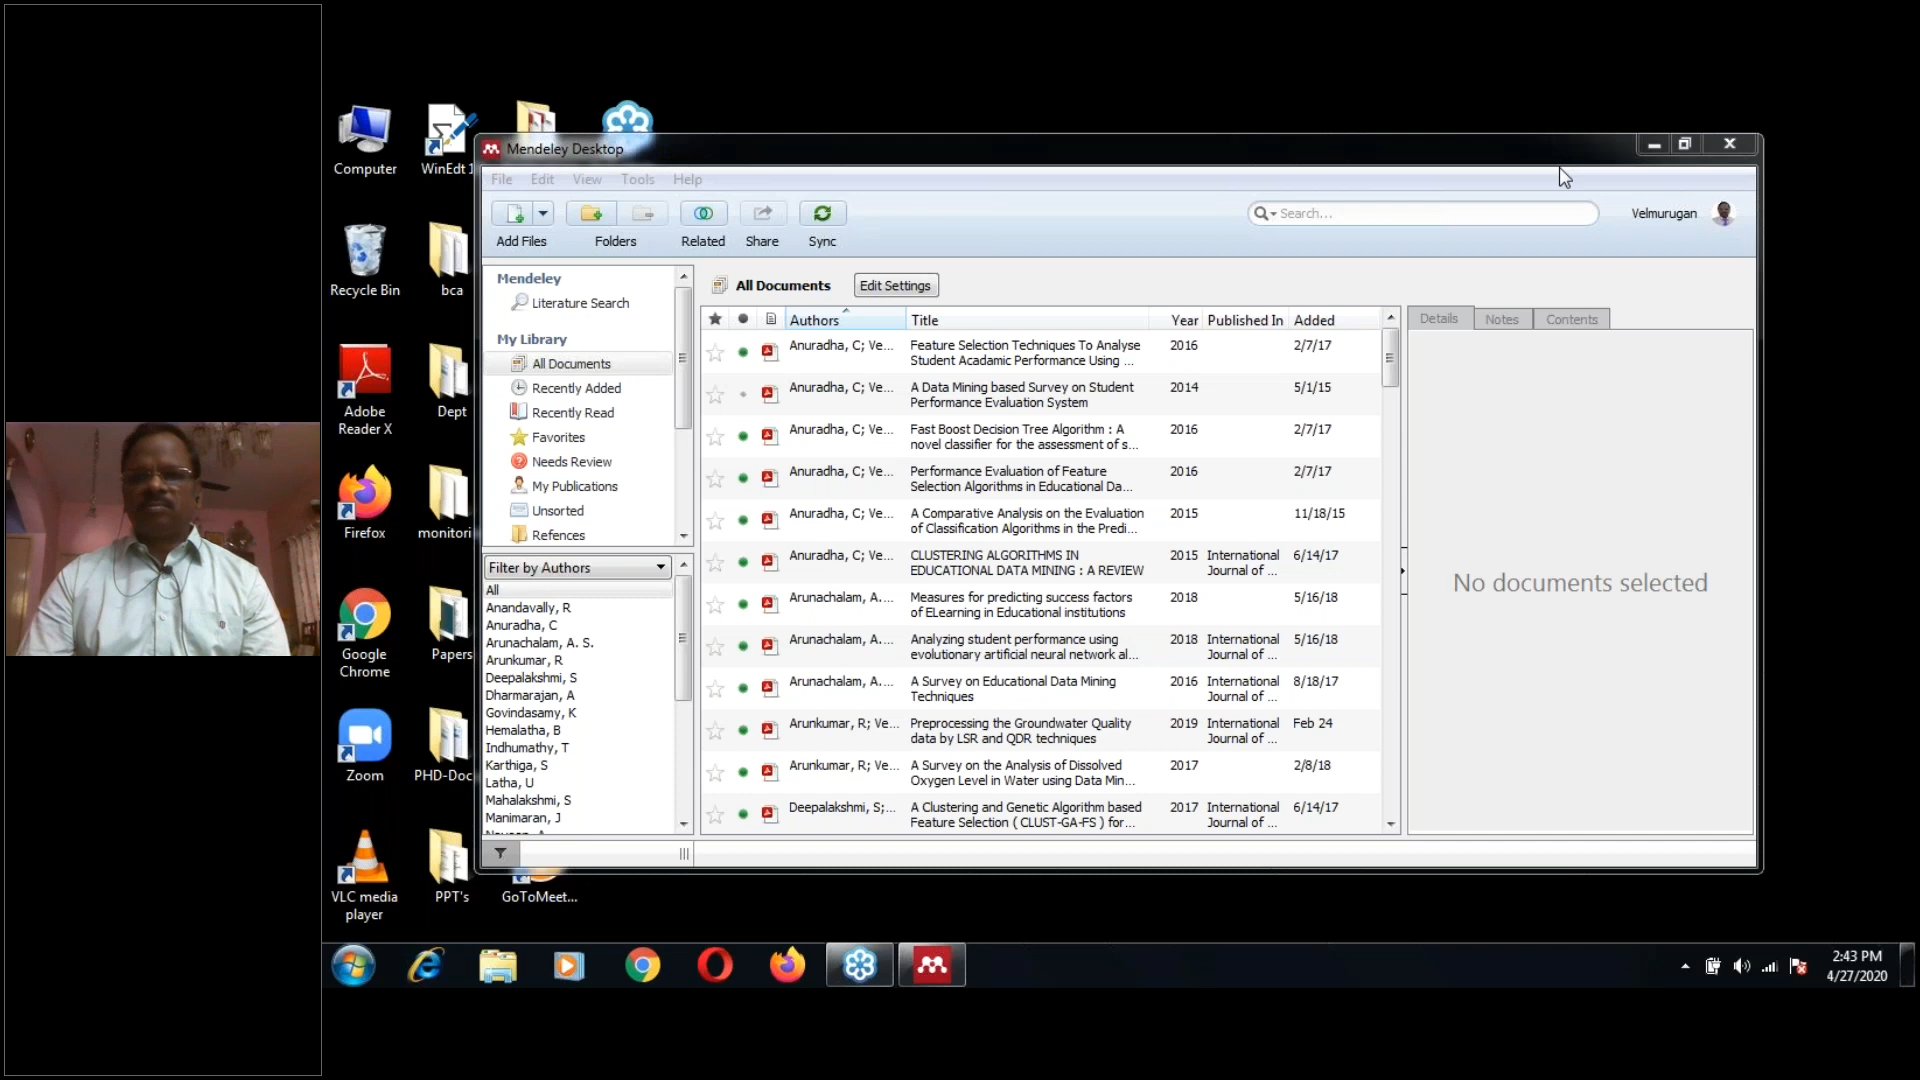 Computer
WinEdt 1
Recycle Bin
bca
Adobe
Reader X
Dept
Firefox
monitori
Google
Chrome
Papers
Zoom
PHD-Doc
VLC media
player
PPT's
GoToMeet...
Mendeley Desktop
File Edit View Tools Help
Search...
Velmurugan
Add Files Folders Related Share Sync
Mendeley
Literature Search
My Library
All Documents
Recently Added
Recently Read
Favorites
Needs Review
My Publications
Unsorted
Refences
Filter by Authors
All
Anandavally, R
Anuradha, C
Arunachalam, A. S.
Arunkumar, R
Deepalakshmi, S
Dharmarajan, A
Govindasamy, K
Hemalatha, B
Indhumathy, T
Karthiga, S
Latha, U
Mahalakshmi, S
Manimaran, J
All Documents Edit Settings
Authors Title Year Published In Added
Anuradha, C; Ve... Feature Selection Techniques To Analyse 2016 2/7/17
Student Acadamic Performance Using ...
Anuradha, C; Ve... A Data Mining based Survey on Student 2014 5/1/15
Performance Evaluation System
Anuradha, C; Ve... Fast Boost Decision Tree Algorithm : A 2016 2/7/17
novel classifier for the assessment of s...
Anuradha, C; Ve... Performance Evaluation of Feature 2016 2/7/17
Selection Algorithms in Educational Da...
Anuradha, C; Ve... A Comparative Analysis on the Evaluation 2015 11/18/15
of Classification Algorithms in the Predi...
Anuradha, C; Ve... CLUSTERING ALGORITHMS IN 2015 International 6/14/17
EDUCATIONAL DATA MINING : A REVIEW Journal of ...
Arunachalam, A.... Measures for predicting success factors 2018 5/16/18
of ELearning in Educational institutions
Arunachalam, A.... Analyzing student performance using 2018 International 5/16/18
evolutionary artificial neural network al... Journal of ...
Arunachalam, A.... A Survey on Educational Data Mining 2016 International 8/18/17
Techniques Journal of ...
Arunkumar, R; Ve... Preprocessing the Groundwater Quality 2019 International Feb 24
data by LSR and QDR techniques Journal of ...
Arunkumar, R; Ve... A Survey on the Analysis of Dissolved 2017 2/8/18
Oxygen Level in Water using Data Min...
Deepalakshmi, S;... A Clustering and Genetic Algorithm based 2017 International 6/14/17
Feature Selection ( CLUST-GA-FS ) for... Journal of ...
Details Notes Contents
No documents selected
2:43 PM
4/27/2020